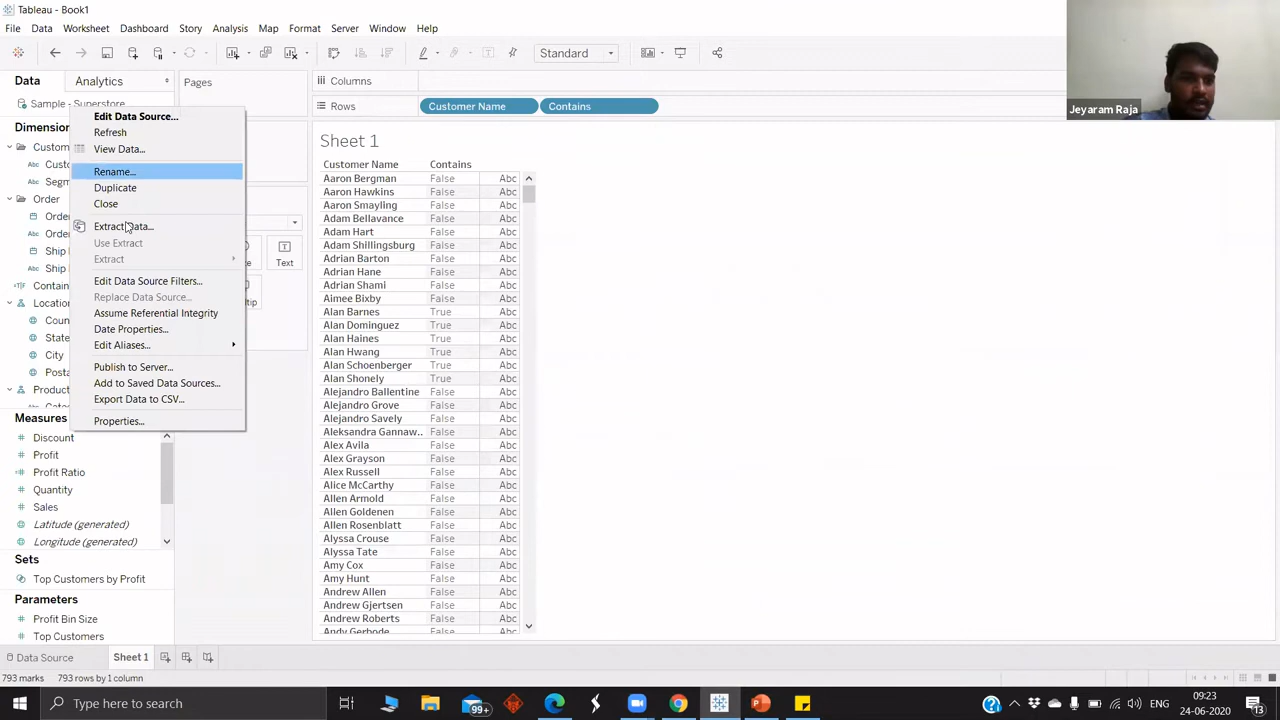 Tableau - Book1
File Data Worksheet Dashboard Story Analysis Map Format Server Window Help
Standard
Data Analytics
Pages
Columns
Sample - Superstore
Rows Customer Name Contains
Jeyaram Raja
Edit Data Source...
Refresh
View Data...
Rename...
Duplicate
Close
Extract Data...
Use Extract
Extract
Edit Data Source Filters...
Replace Data Source...
Assume Referential Integrity
Date Properties...
Edit Aliases...
Publish to Server...
Add to Saved Data Sources...
Export Data to CSV...
Properties...
Abc
Abc
Order
Ship
Abc
Text
Sheet 1
Customer Name Contains
Aaron Bergman False Abc
Aaron Hawkins False Abc
Aaron Smayling False Abc
Adam Bellavance False Abc
Adam Hart False Abc
Adam Shillingsburg False Abc
Adrian Barton False Abc
Adrian Hane False Abc
Adrian Shami False Abc
Aimee Bixby False Abc
Alan Barnes True Abc
Alan Dominguez True Abc
Alan Haines True Abc
Alan Hwang True Abc
Alan Schoenberger True Abc
Alan Shonely True Abc
Alejandro Ballentine False Abc
Alejandro Grove False Abc
Alejandro Savely False Abc
Aleksandra Gannaw.. False Abc
Alex Avila False Abc
Alex Grayson False Abc
Alex Russell False Abc
Alice McCarthy False Abc
Allen Armold False Abc
Allen Goldenen False Abc
Allen Rosenblatt False Abc
Alyssa Crouse False Abc
Alyssa Tate False Abc
Amy Cox False Abc
Amy Hunt False Abc
Andrew Allen False Abc
Andrew Gjertsen False Abc
Andrew Roberts False Abc
Andy Gerbode False Abc
City
Measures
Discount
Profit
Profit Ratio
Quantity
Sales
Latitude (generated)
Longitude (generated)
Sets
Top Customers by Profit
Parameters
Profit Bin Size
Top Customers
Data Source Sheet 1
793 marks 793 rows by 1 column
Type here to search
99+
ENG
09:23
24-06-2020